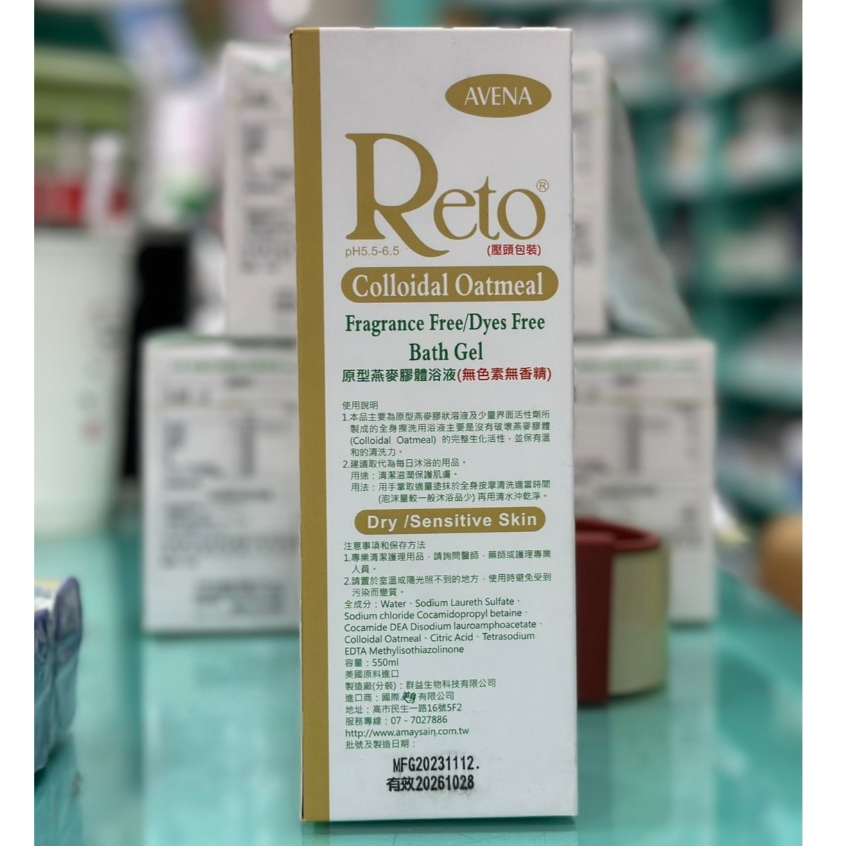 AVENA
Reto®
pH5.5-6.5
(壓頭包裝)
Colloidal Oatmeal
Fragrance Free/Dyes Free
Bath Gel
原型燕麥膠體浴液(無色素無香精)
使用說明
1.本品主要為原型燕麥膠狀溶液及少量界面活性劑所
製成的全身擦洗用浴液主要是沒有破壞燕麥膠體
(Colloidal Oatmeal) 的完整生化活性，並保有溫
和的清洗力。
2.建議取代為每日沐浴的用品。
用途：清潔滋潤保護肌膚。
用法：用手掌取適量塗抹於全身按摩清洗適當時間
(泡沫量較一般沐浴品少) 再用清水沖乾淨。
Dry /Sensitive Skin
注意事項和保存方法
1.專業清潔護理用品，請詢問醫師，藥師或護理專業
人員。
2.請置於室溫或陽光照不到的地方，使用時避免受到
污染而變質。
全成分：Water、Sodium Laureth Sulfate、
Sodium chloride Cocamidopropyl betaine、
Cocamide DEA Disodium lauroamphoacetate、
Colloidal Oatmeal、Citric Acid、Tetrasodium
EDTA Methylisothiazolinone
容量：550ml
美國原料進口
製造廠(分裝)：群益生物科技有限公司
進口商：國際 有限公司
地址：高市民生一路16號5F2
服務專線：07-7027886
http://www.amaysain.com.tw
批號及製造日期：
MFG20231112.
有效20261028